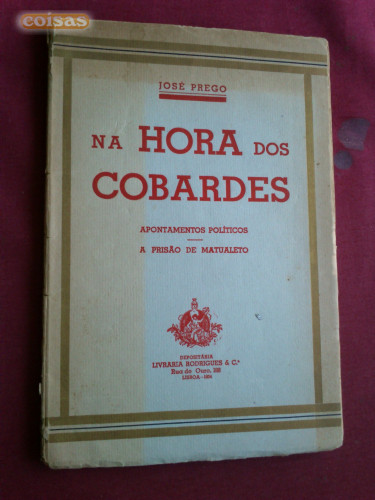 coisas
JOSÉ PREGO
NA HORA DOS
COBARDES
APONTAMENTOS POLÍTICOS
A PRISÃO DE MATUALETO
DEPOSITÁRIA
LIVRARIA RODRIGUES & C.ª
Rua do Ouro, 188
LISBOA